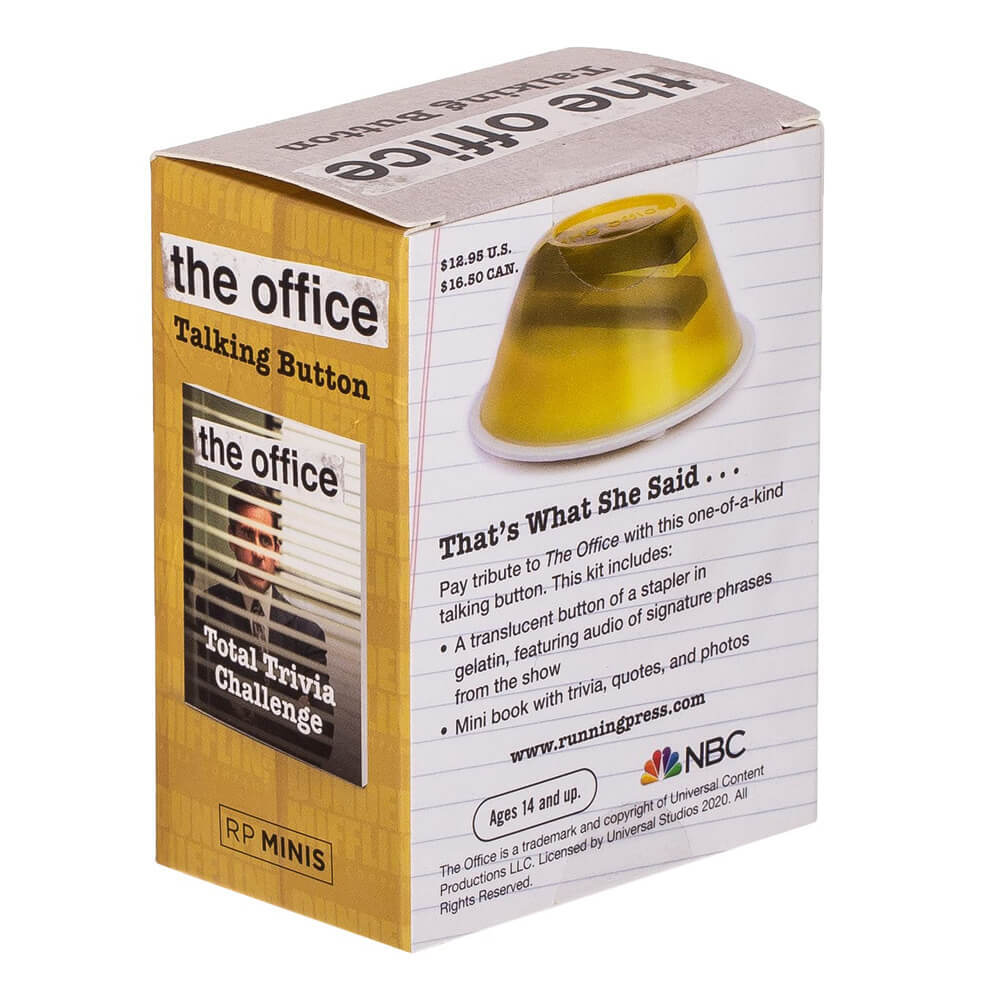 the office
Talking Button
the office
Talking Button
the office
Total Trivia
Challenge
RP MINIS
$12.95 U.S.
$16.50 CAN.
That's What She Said . . .
Pay tribute to The Office with this one-of-a-kind
talking button. This kit includes:
• A translucent button of a stapler in
gelatin, featuring audio of signature phrases
from the show
• Mini book with trivia, quotes, and photos
www.runningpress.com
NBC
Ages 14 and up.
The Office is a trademark and copyright of Universal Content
Productions LLC. Licensed by Universal Studios 2020. All
Rights Reserved.